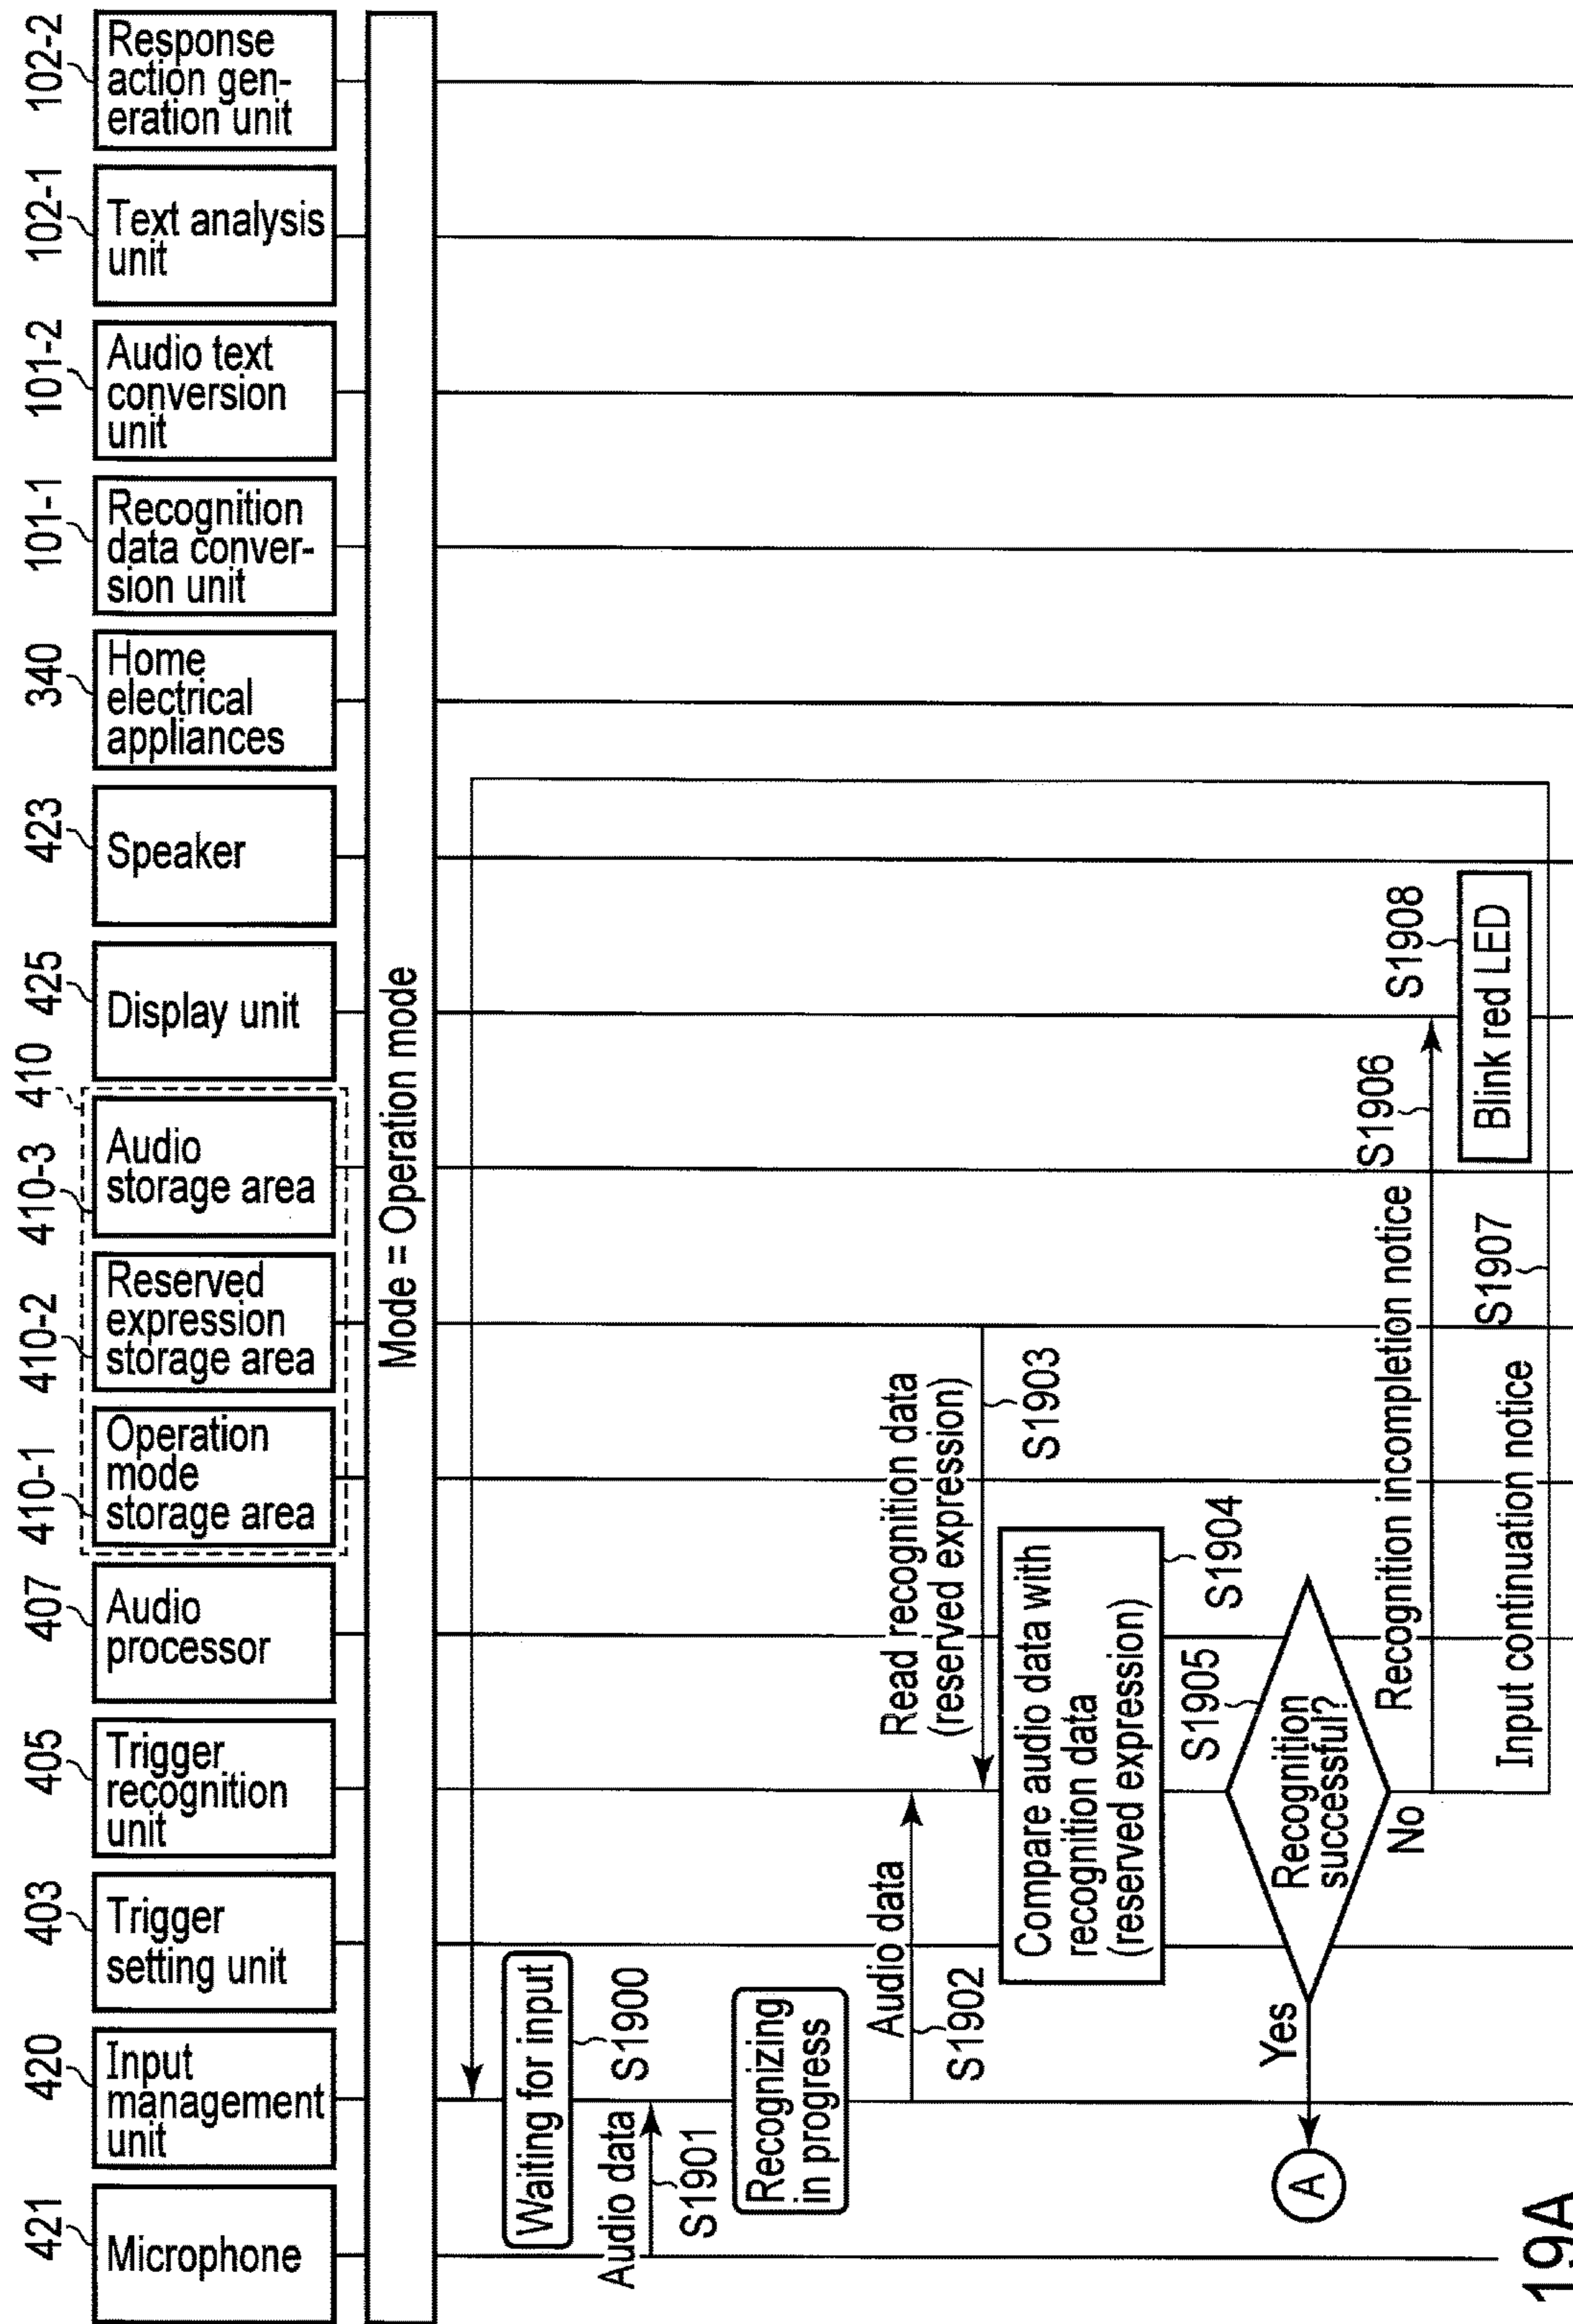 421
Microphone
420
Input
management
unit
403
Trigger
setting unit
405
Trigger
recognition
unit
407
Audio
processor
410-1
Operation
mode
storage area
410-2
Reserved
expression
storage area
410-3
Audio
storage area
410
425
Display unit
423
Speaker
340
Home
electrical
appliances
101-1
Recognition
data conver-
sion unit
101-2
Audio text
conversion
unit
102-1
Text analysis
unit
102-2
Response
action gen-
eration unit
Mode = Operation mode
Waiting for input
S1900
Audio data
S1901
Recognizing
in progress
Audio data
S1902
Read recognition data
(reserved expression)
S1903
Compare audio data with
recognition data
(reserved expression)
S1904
S1905
Recognition
successful?
Yes
A
No
Recognition incompletion notice
S1906
S1908
Blink red LED
Input continuation notice
S1907
19A